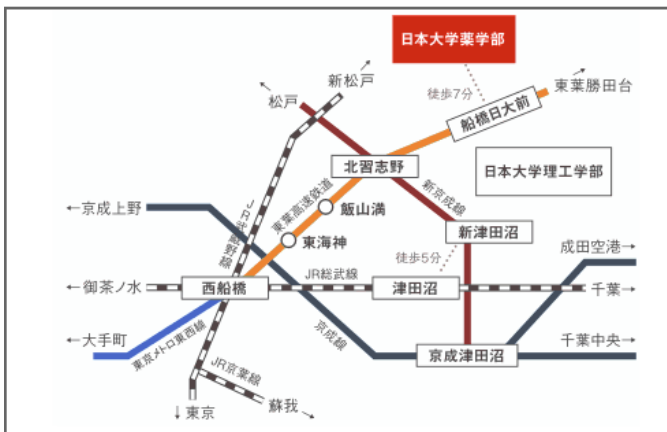 日本大学薬学部
新松戸
松戸
徒歩7分
船橋日大前
東葉勝田台
北習志野
日本大学理工学部
東葉高速鉄道
新京成線
JR武蔵野線
飯山満
←京成上野
新津田沼
東海神
成田空港→
徒歩5分
JR総武線
←御茶ノ水
西船橋
津田沼
千葉→
←大手町
東京メトロ東西線
京成線
京成津田沼
千葉中央→
JR京葉線
↓東京
蘇我